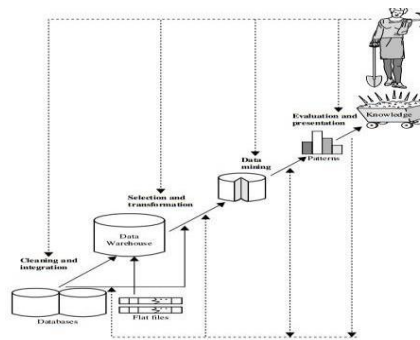 Evaluation and
presentation
Knowledge
Data
mining
Patterns
Selection and
transformation
Data
Warehouse
Cleaning and
integration
Databases
Flat files